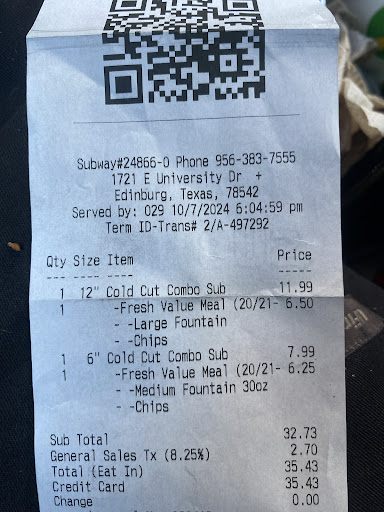 Subway#24866-0 Phone 956-383-7555
1721 E University Dr +
Edinburg, Texas, 78542
Served by: 029 10/7/2024 6:04:59 pm
Term ID-Trans# 2/A-497292
Qty Size Item Price
--- ---- ---- -----
1 12" Cold Cut Combo Sub 11.99
1 -Fresh Value Meal (20/21- 6.50
- -Large Fountain
- -Chips
1 6" Cold Cut Combo Sub 7.99
1 -Fresh Value Meal (20/21- 6.25
- -Medium Fountain 30oz
- -Chips
Sub Total 32.73
General Sales Tx (8.25%) 2.70
Total (Eat In) 35.43
Credit Card 35.43
Change 0.00